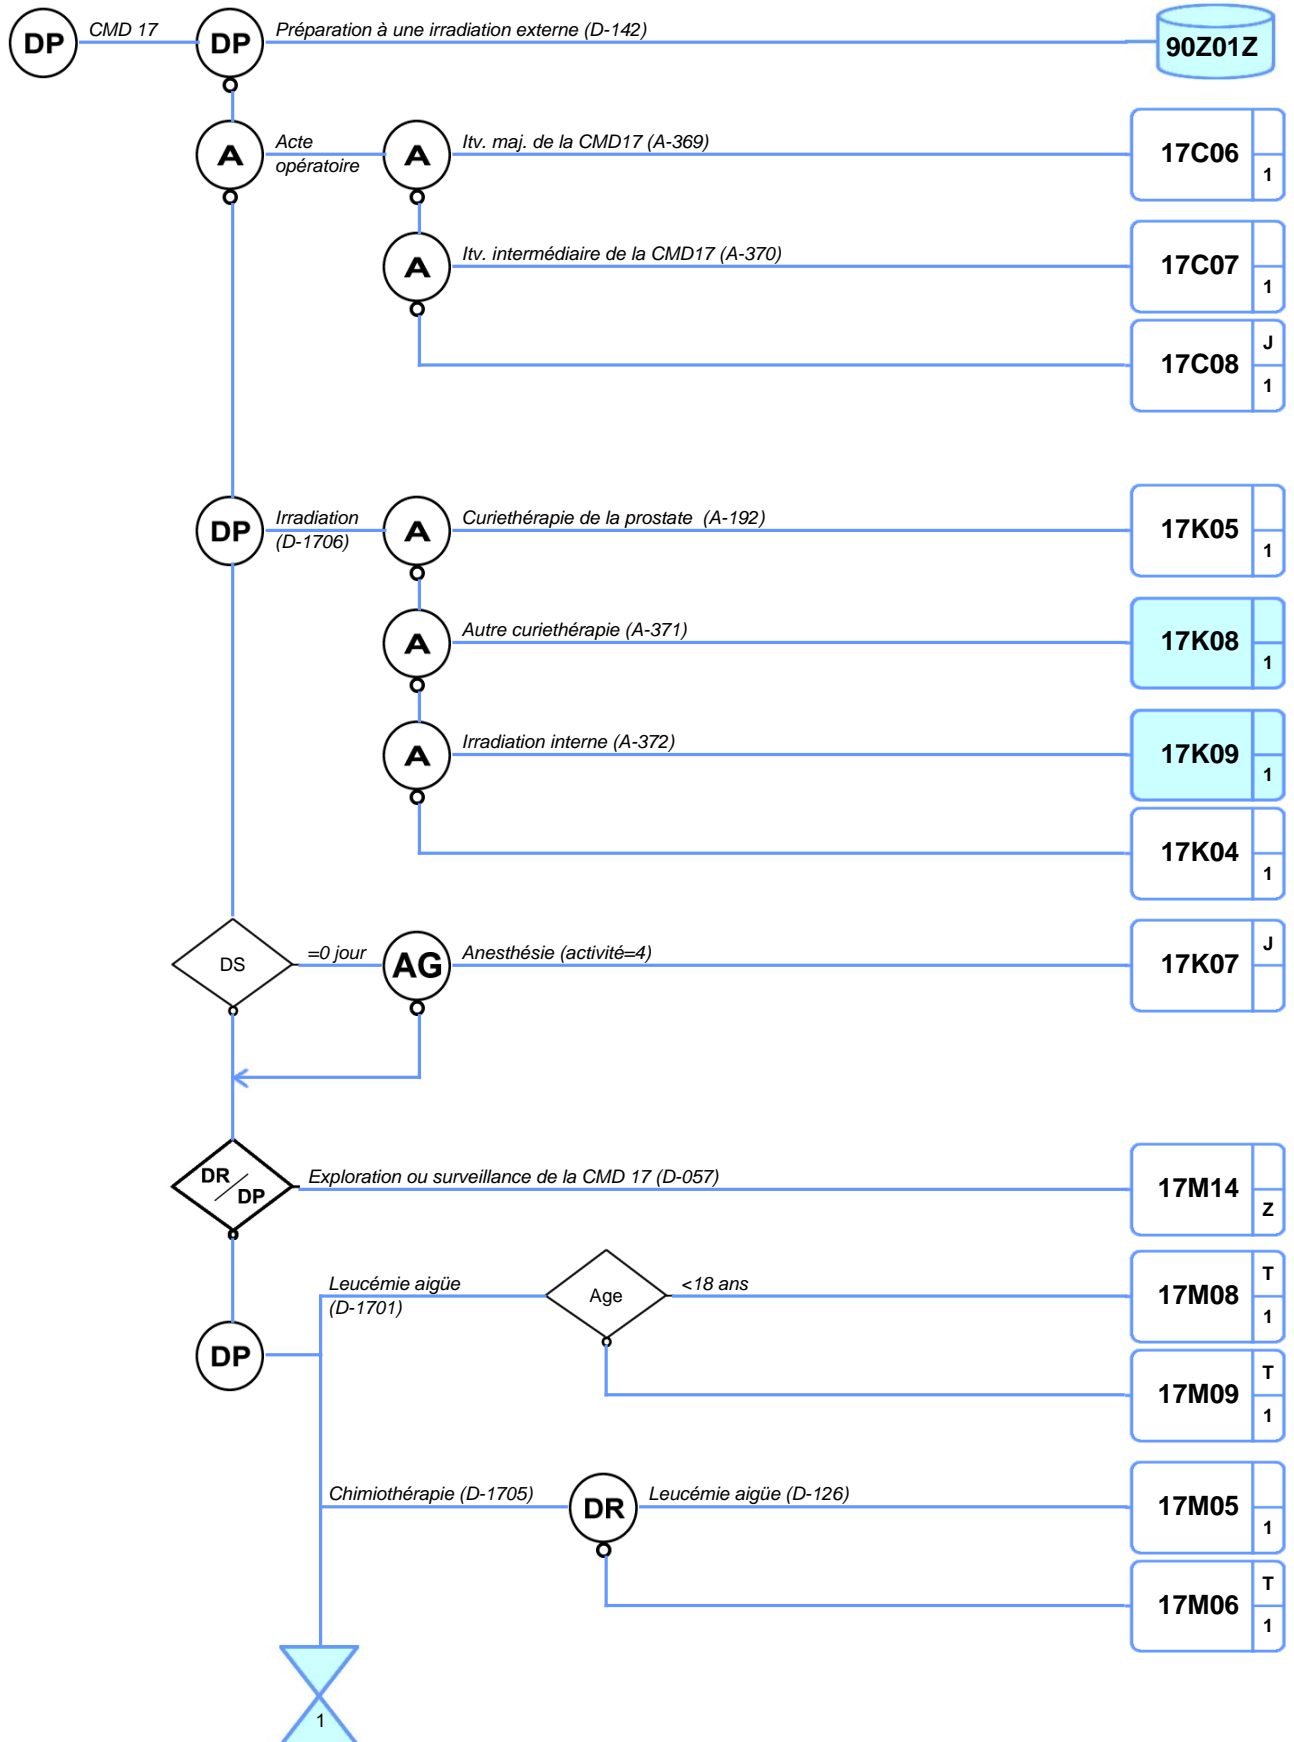 DP CMD 17 DP Préparation à une irradiation externe (D-142) 90Z01Z
A Acte opératoire A Itv. maj. de la CMD17 (A-369) 17C06 1
A Itv. intermédiaire de la CMD17 (A-370) 17C07 1
17C08 J 1
DP Irradiation (D-1706) A Curiethérapie de la prostate (A-192) 17K05 1
A Autre curiethérapie (A-371) 17K08 1
A Irradiation interne (A-372) 17K09 1
17K04 1
DS =0 jour AG Anesthésie (activité=4) 17K07 J
DR / DP Exploration ou surveillance de la CMD 17 (D-057) 17M14 Z
Leucémie aigüe (D-1701) Age <18 ans 17M08 T 1
DP 17M09 T 1
Chimiothérapie (D-1705) DR Leucémie aigüe (D-126) 17M05 1
17M06 T 1
1